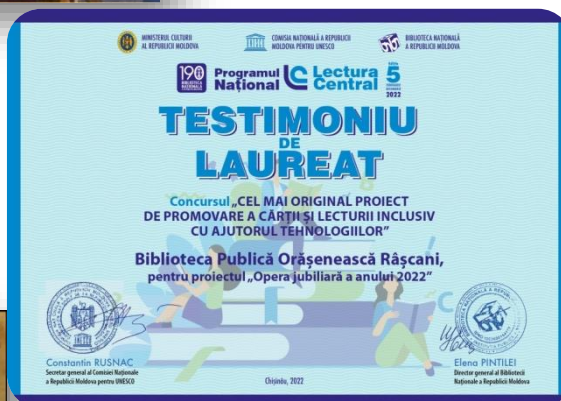 MINISTERUL CULTURII
AL REPUBLICII MOLDOVA
COMISIA NAȚIONALĂ A REPUBLICII
MOLDOVA PENTRU UNESCO
BIBLIOTECA NAȚIONALĂ
A REPUBLICII MOLDOVA
190
Programul
Național
Lectura
Central
5
2022
TESTIMONIU
DE
LAUREAT
Concursul „CEL MAI ORIGINAL PROIECT
DE PROMOVARE A CĂRȚII ȘI LECTURII INCLUSIV
CU AJUTORUL TEHNOLOGIILOR”
Biblioteca Publică Orășenească Râșcani,
pentru proiectul „Opera jubiliară a anului 2022”
Constantin RUSNAC
Secretar general al Comisiei Naționale
a Republicii Moldova pentru UNESCO
Chișinău, 2022
Elena PINTILEI
Director general al Bibliotecii
Naționale a Republicii Moldova